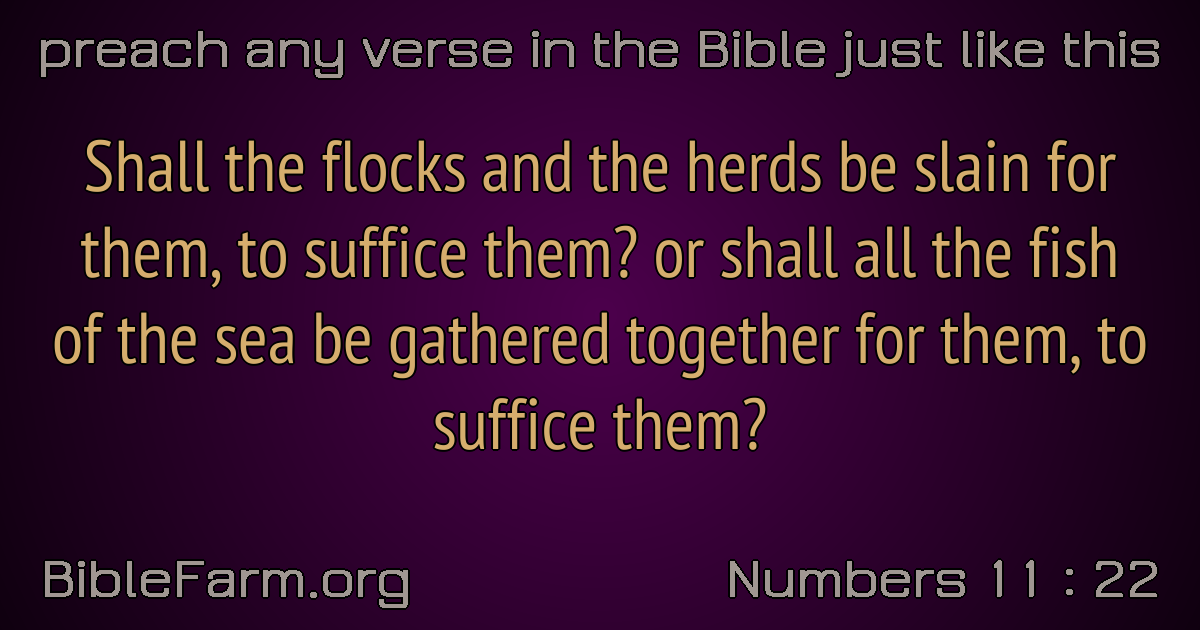 preach any verse in the Bible just like this
Shall the flocks and the herds be slain for
them, to suffice them? or shall all the fish
of the sea be gathered together for them, to
suffice them?
BibleFarm.org
Numbers 11 : 22